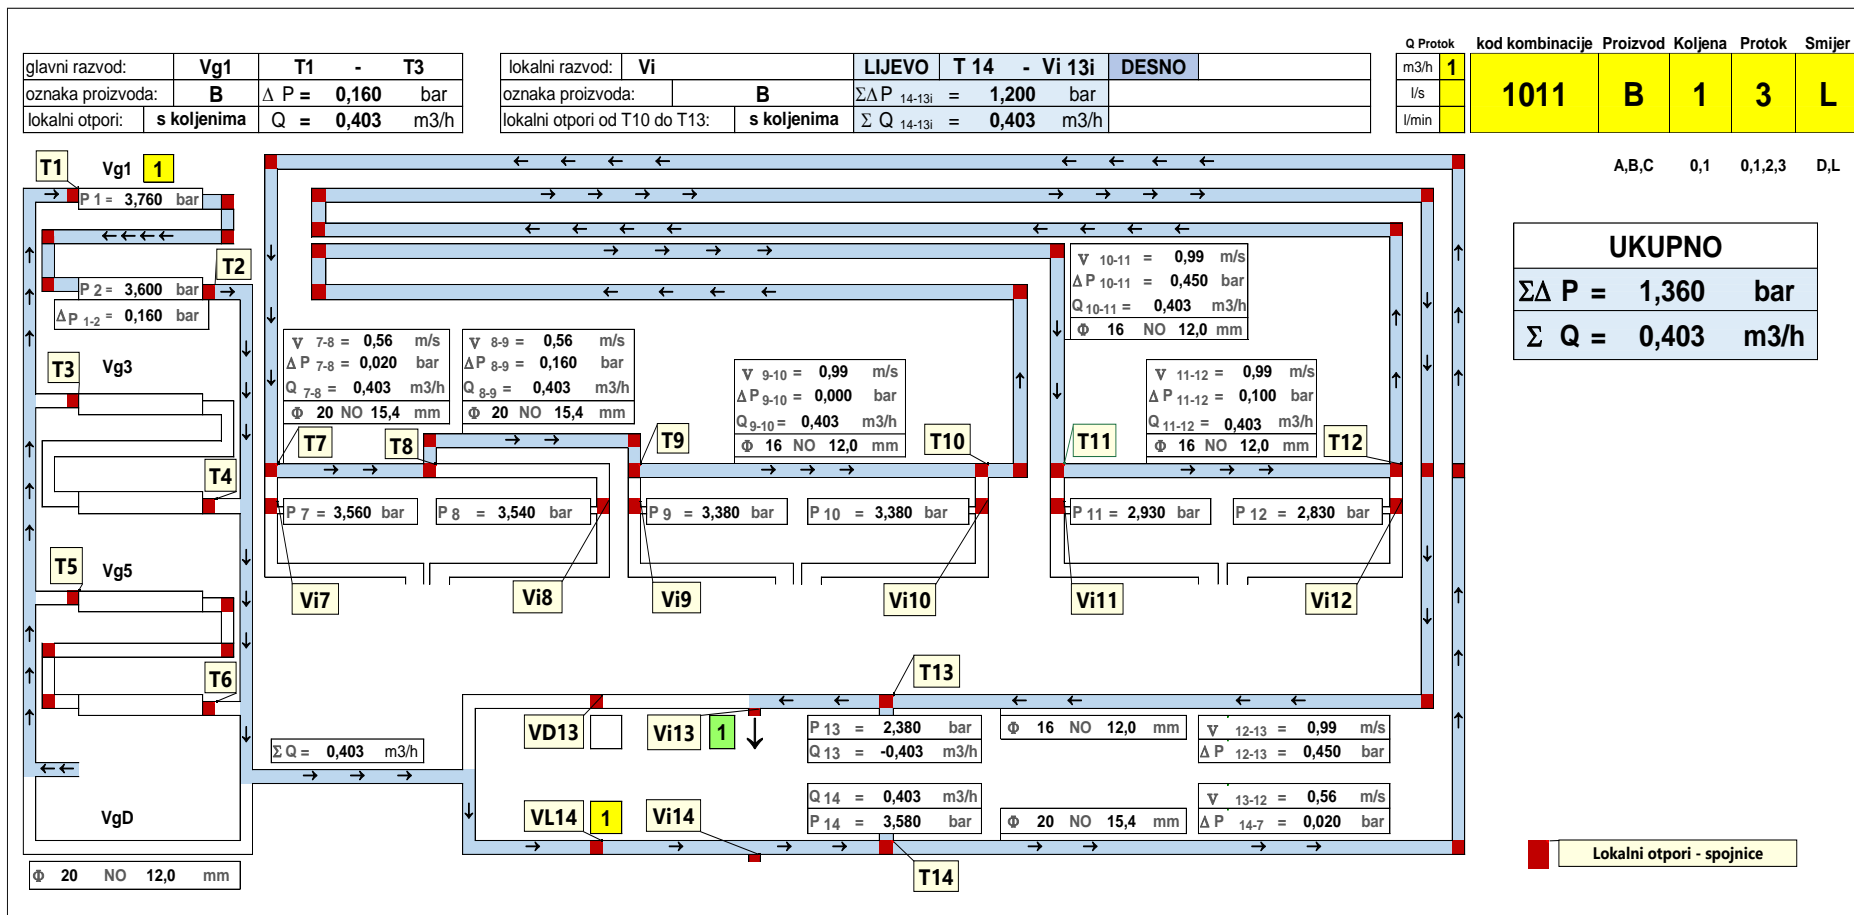 Q Protok kod kombinacije Proizvod Koljena Protok Smijer
glavni razvod: Vg1 T1 - T3
oznaka proizvoda: B Δ P = 0,160 bar
lokalni otpori: s koljenima Q = 0,403 m3/h
lokalni razvod: Vi LIJEVO T 14 - Vi 13i DESNO
oznaka proizvoda: B ΣΔP 14-13i = 1,200 bar
lokalni otpori od T10 do T13: s koljenima Σ Q 14-13i = 0,403 m3/h
m3/h 1
l/s
l/min
1011 B 1 3 L
A,B,C 0,1 0,1,2,3 D,L
UKUPNO
ΣΔ P = 1,360 bar
Σ Q = 0,403 m3/h
T1 Vg1 1
P 1 = 3,760 bar
T2
P 2 = 3,600 bar
Δ P 1-2 = 0,160 bar
T3 Vg3
T4
T5 Vg5
T6
VgD
Φ 20 NO 12,0 mm
V 7-8 = 0,56 m/s
Δ P 7-8 = 0,020 bar
Q 7-8 = 0,403 m3/h
Φ 20 NO 15,4 mm
V 8-9 = 0,56 m/s
Δ P 8-9 = 0,160 bar
Q 8-9 = 0,403 m3/h
Φ 20 NO 15,4 mm
V 9-10 = 0,99 m/s
Δ P 9-10 = 0,000 bar
Q 9-10 = 0,403 m3/h
Φ 16 NO 12,0 mm
V 10-11 = 0,99 m/s
Δ P 10-11 = 0,450 bar
Q 10-11 = 0,403 m3/h
Φ 16 NO 12,0 mm
V 11-12 = 0,99 m/s
Δ P 11-12 = 0,100 bar
Q 11-12 = 0,403 m3/h
Φ 16 NO 12,0 mm
T7 T8 T9 T10 T11 T12
P 7 = 3,560 bar P 8 = 3,540 bar P 9 = 3,380 bar P 10 = 3,380 bar P 11 = 2,930 bar P 12 = 2,830 bar
Vi7 Vi8 Vi9 Vi10 Vi11 Vi12
T13
VD13 Vi13 1
P 13 = 2,380 bar
Q 13 = -0,403 m3/h
Φ 16 NO 12,0 mm
V 12-13 = 0,99 m/s
Δ P 12-13 = 0,450 bar
Σ Q = 0,403 m3/h
VL14 1 Vi14
Q 14 = 0,403 m3/h
P 14 = 3,580 bar
Φ 20 NO 15,4 mm
V 13-12 = 0,56 m/s
Δ P 14-7 = 0,020 bar
T14
Lokalni otpori - spojnice